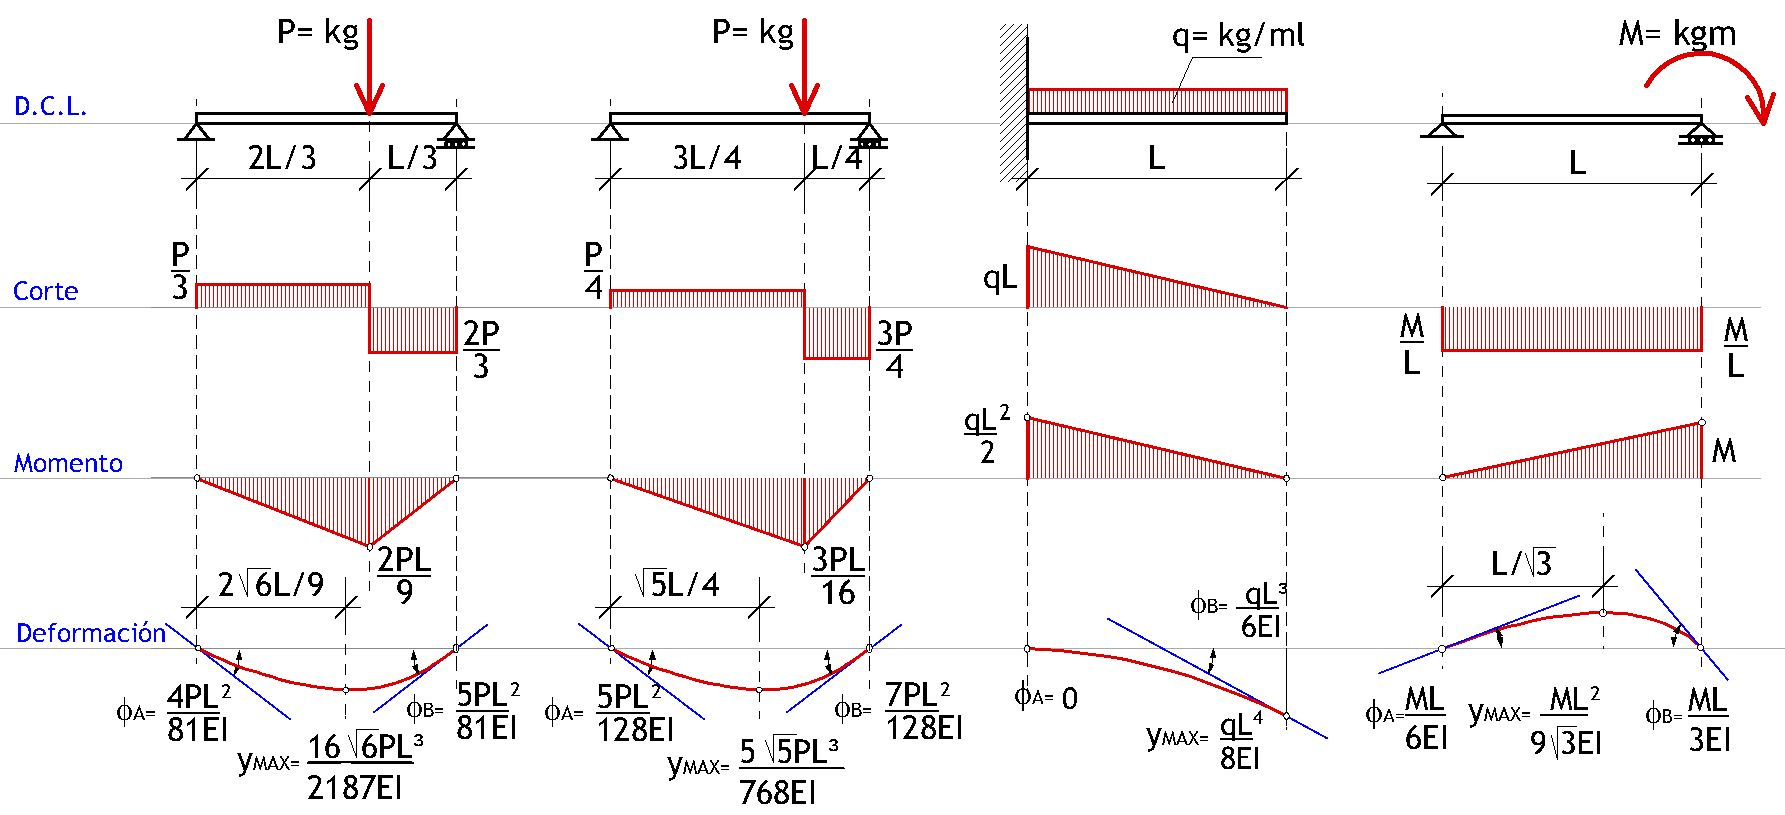 P= kg
P= kg
q= kg/ml
M= kgm
D.C.L.
2L/3
L/3
3L/4
L/4
L
L
Corte
P
3
2P
3
P
4
3P
4
qL
M
L
M
L
Momento
2PL
9
3PL
16
qL²
2
M
Deformación
2√6L/9
√5L/4
L/√3
ϕA= 4PL²
81EI
ϕB= 5PL²
81EI
yMAX= 16√6PL³
2187EI
ϕA= 5PL²
128EI
ϕB= 7PL²
128EI
yMAX= 5√5PL³
768EI
ϕA= 0
ϕB= qL³
6EI
yMAX= qL⁴
8EI
ϕA= ML
6EI
yMAX= ML²
9√3EI
ϕB= ML
3EI